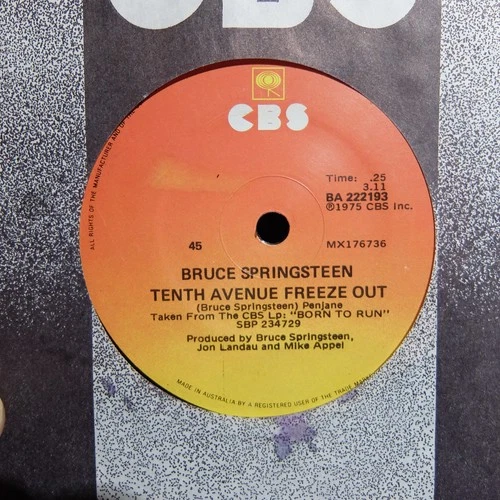 CBS
CBS
Time: .25
3.11
BA 222193
℗1975 CBS Inc.
45
MX176736
BRUCE SPRINGSTEEN
TENTH AVENUE FREEZE OUT
(Bruce Springsteen) Penjane
Taken From The CBS Lp: "BORN TO RUN"
SBP 234729
Produced by Bruce Springsteen,
Jon Landau and Mike Appel
ALL RIGHTS OF THE MANUFACTURER AND OF THE
MADE IN AUSTRALIA BY A REGISTERED USER OF THE TRADE MARK